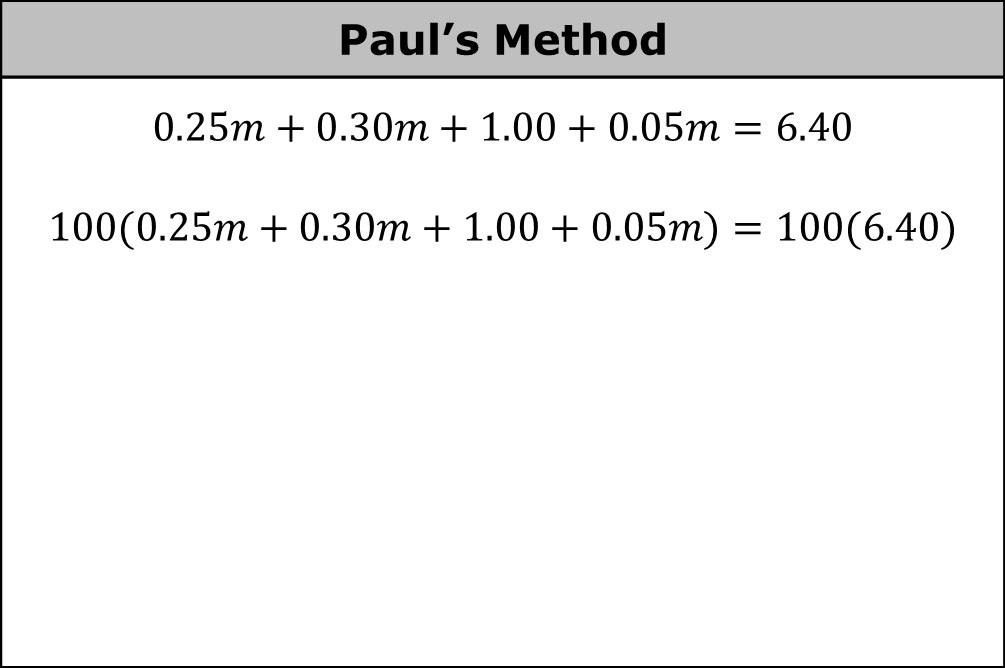 Paul’s Method
0.25m + 0.30m + 1.00 + 0.05m = 6.40
100(0.25m + 0.30m + 1.00 + 0.05m) = 100(6.40)